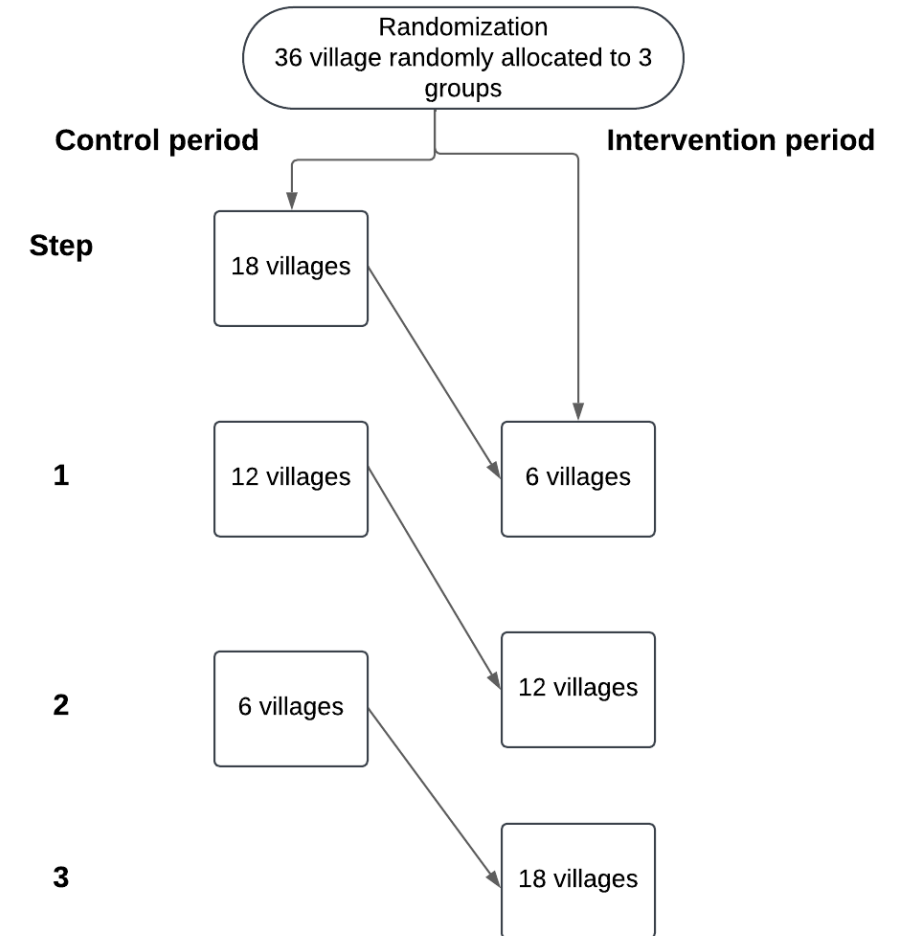 Randomization
36 village randomly allocated to 3
groups
Control period
Intervention period
Step
18 villages
1
12 villages
6 villages
2
6 villages
12 villages
3
18 villages